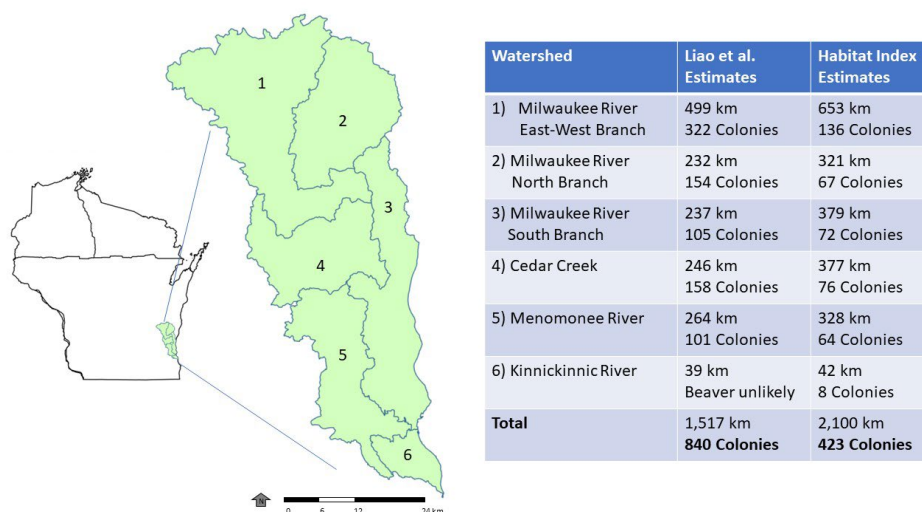 1
2
3
4
5
6
N
0 6 12 24 km
Watershed Liao et al. Estimates Habitat Index Estimates
1) Milwaukee River East-West Branch 499 km 322 Colonies 653 km 136 Colonies
2) Milwaukee River North Branch 232 km 154 Colonies 321 km 67 Colonies
3) Milwaukee River South Branch 237 km 105 Colonies 379 km 72 Colonies
4) Cedar Creek 246 km 158 Colonies 377 km 76 Colonies
5) Menomonee River 264 km 101 Colonies 328 km 64 Colonies
6) Kinnickinnic River 39 km Beaver unlikely 42 km 8 Colonies
Total 1,517 km 840 Colonies 2,100 km 423 Colonies